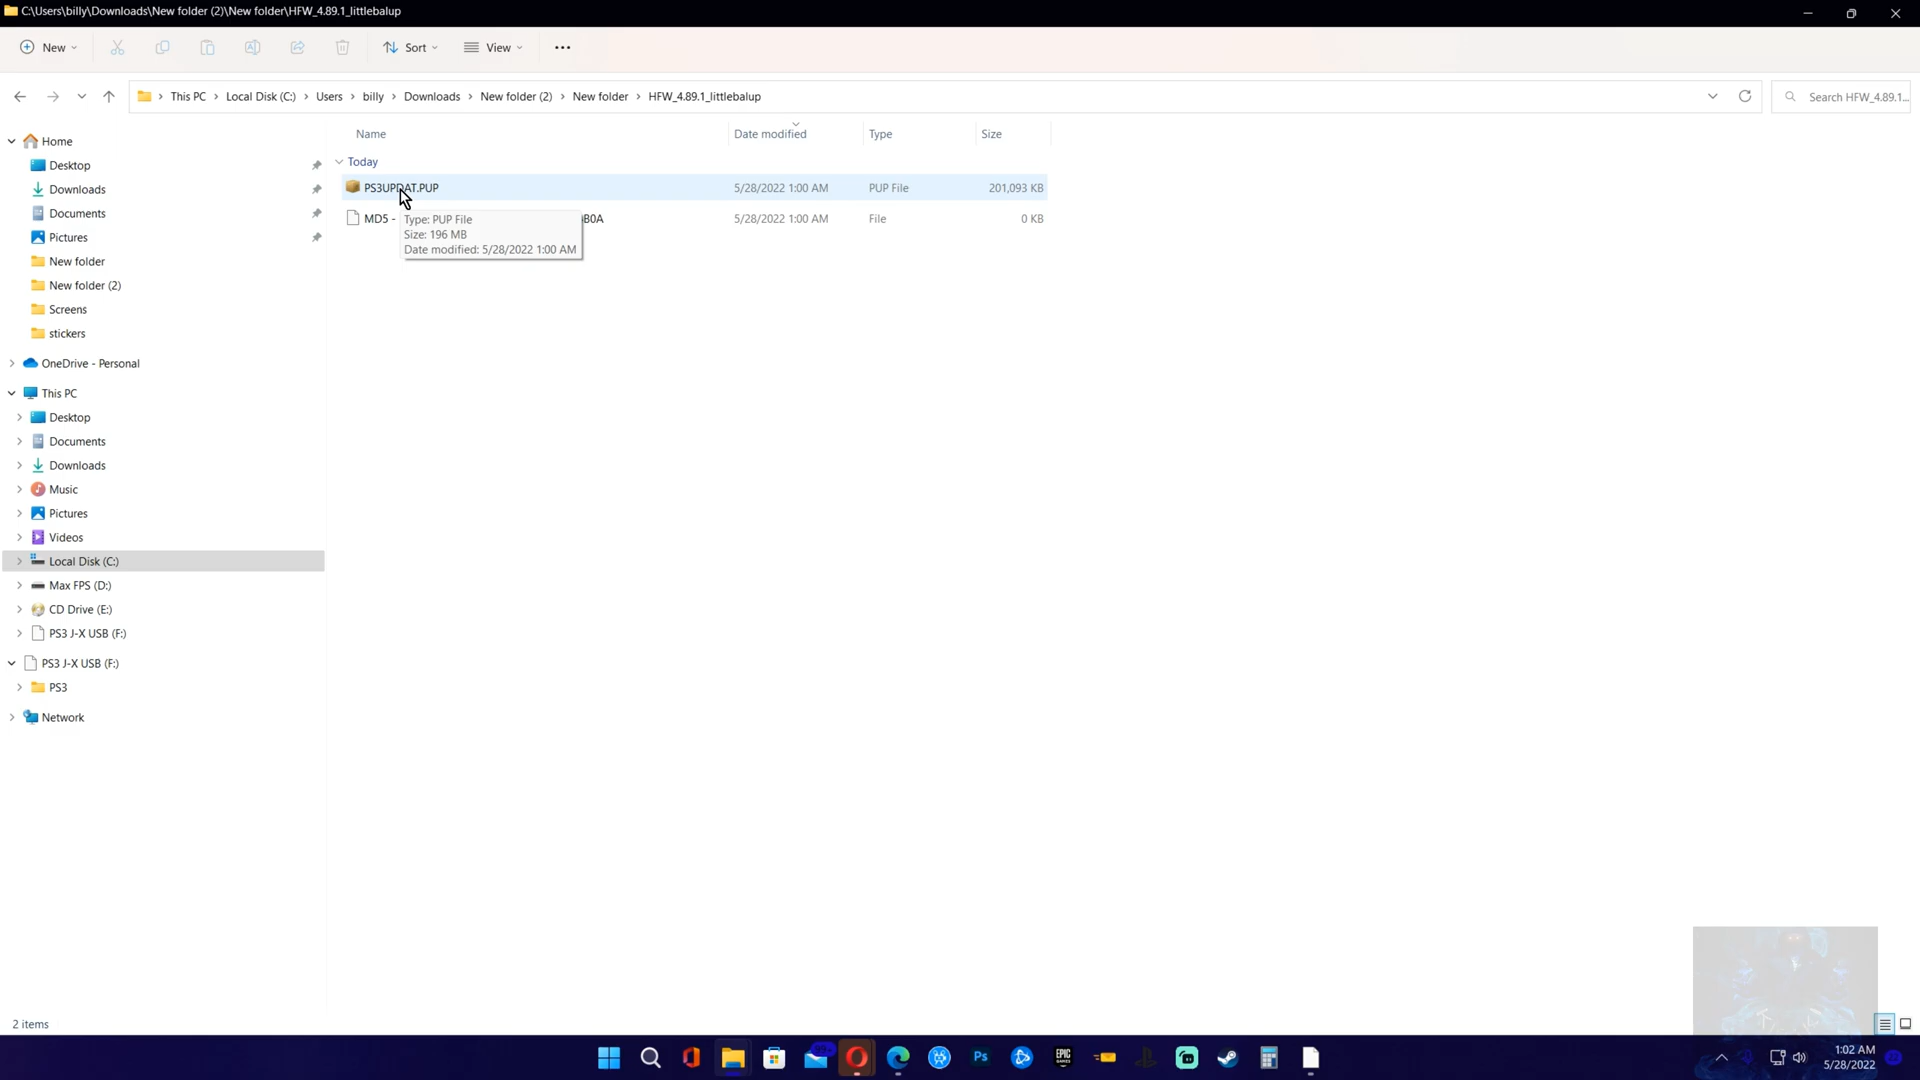 C:\Users\billy\Downloads\New folder (2)\New folder\HFW_4.89.1_littlebalup
New Sort View
This PC Local Disk (C:) Users billy Downloads New folder (2) New folder HFW_4.89.1_littlebalup Search HFW_4.89.1...
Name Date modified Type Size
Today
PS3UPDAT.PUP 5/28/2022 1:00 AM PUP File 201,093 KB
MD5 - B0A 5/28/2022 1:00 AM File 0 KB
Type: PUP File
Size: 196 MB
Date modified: 5/28/2022 1:00 AM
Home
Desktop
Downloads
Documents
Pictures
New folder
New folder (2)
Screens
stickers
OneDrive - Personal
This PC
Desktop
Documents
Downloads
Music
Pictures
Videos
Local Disk (C:)
Max FPS (D:)
CD Drive (E:)
PS3 J-X USB (F:)
PS3 J-X USB (F:)
PS3
Network
2 items
Ps
EPIC
GAMES
1:02 AM
5/28/2022